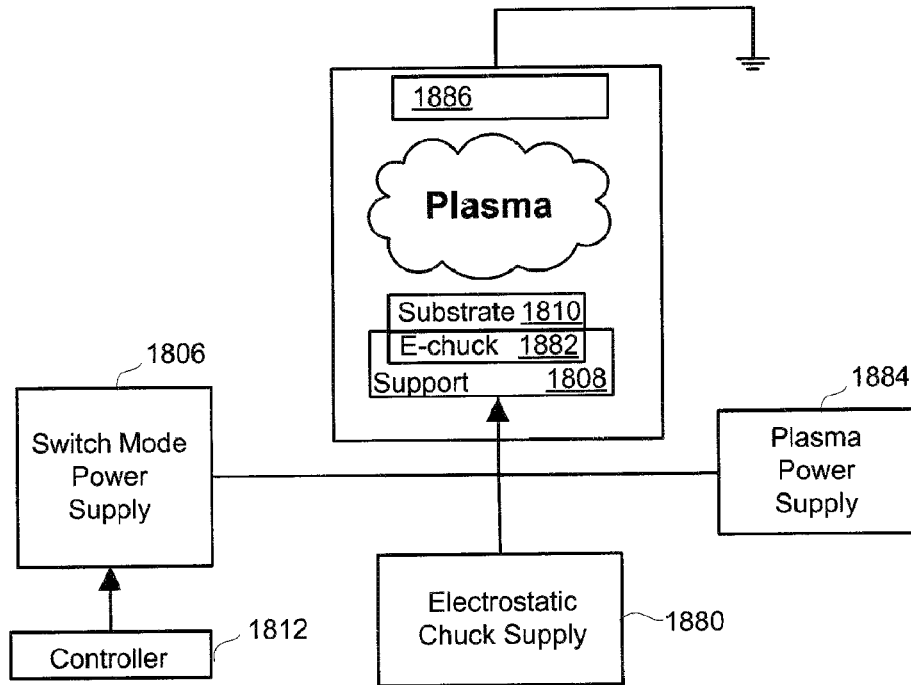 1886
Plasma
Substrate 1810
E-chuck 1882
Support 1808
1806
Switch Mode
Power
Supply
1884
Plasma
Power
Supply
Electrostatic
Chuck Supply
1880
Controller
1812